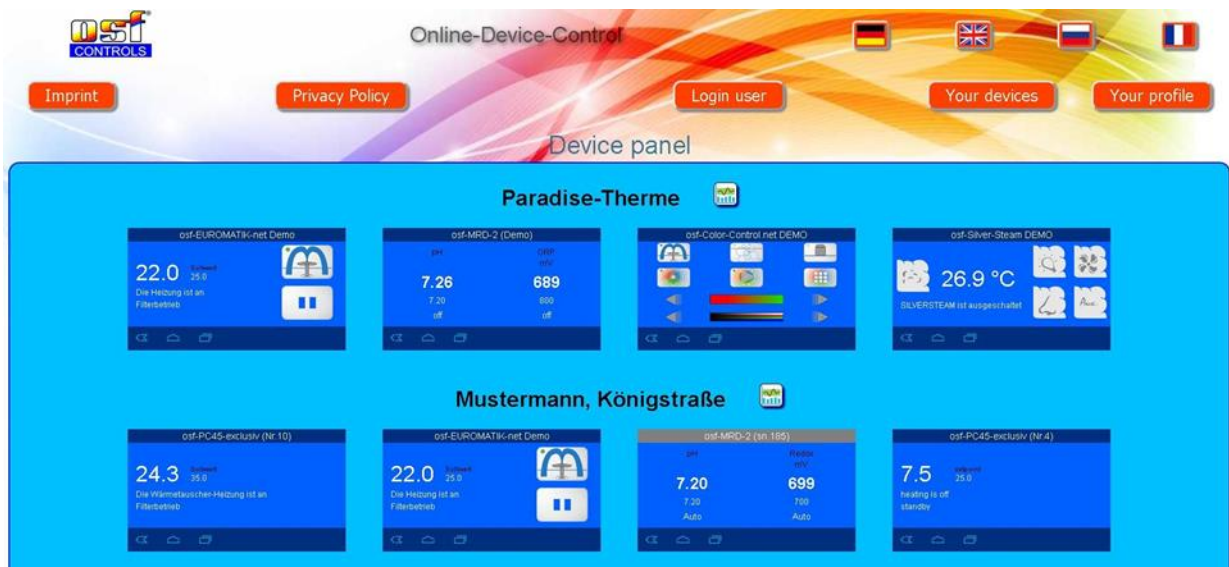 osf
CONTROLS
Online-Device-Control
Imprint
Privacy Policy
Login user
Your devices
Your profile
Device panel
Paradise-Therme
osf-EUROMATIK-net Demo
22.0
Sollwert
25.0
Die Heizung ist an
Filterbetrieb
osf-MRD-2 (Demo)
pH
ORP
mV
7.26
689
7.20
800
off
off
osf-Color-Control.net DEMO
osf-Silver-Steam DEMO
26.9 °C
SILVERSTEAM ist ausgeschaltet
Mustermann, Königstraße
osf-PC45-exclusiv (Nr.10)
24.3
Sollwert
35.0
Die Wärmetauscher-Heizung ist an
Filterbetrieb
osf-EUROMATIK-net Demo
22.0
Sollwert
25.0
Die Heizung ist an
Filterbetrieb
osf-MRD-2 (sn.185)
pH
Redox
mV
7.20
699
7.20
700
Auto
Auto
osf-PC45-exclusiv (Nr.4)
7.5
setpoint
25.0
heating is off
standby